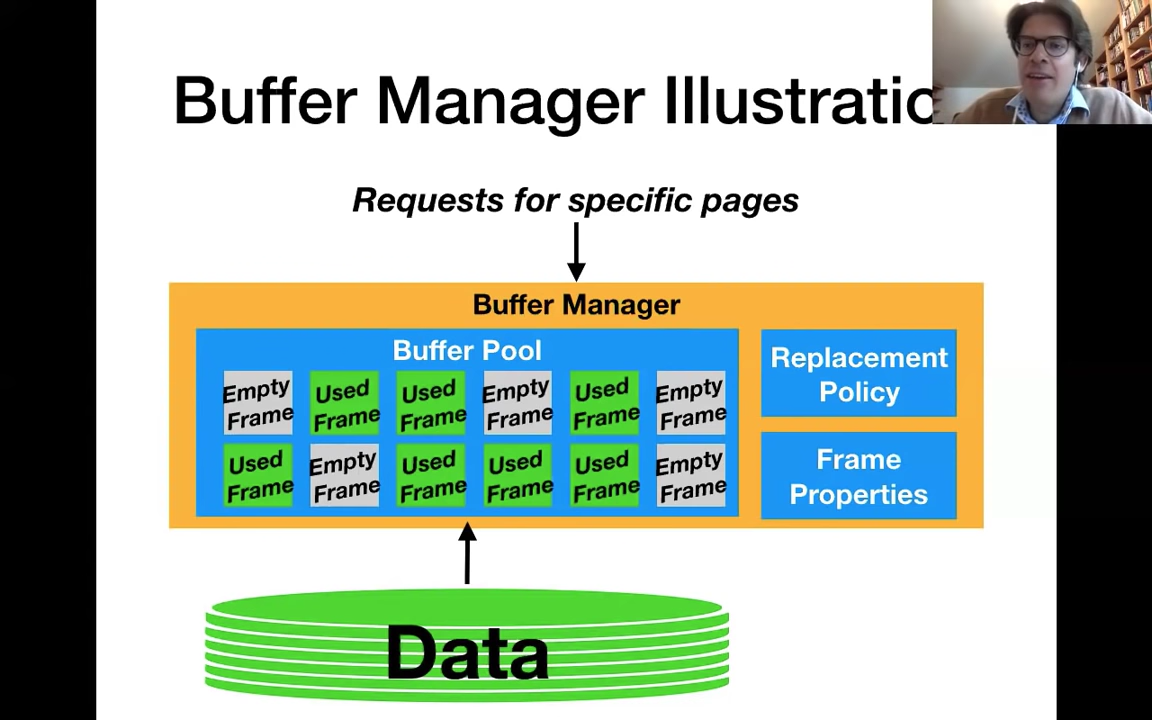 Buffer Manager Illustratio
Requests for specific pages
Buffer Manager
Buffer Pool
Empty
Frame
Used
Frame
Used
Frame
Empty
Frame
Used
Frame
Empty
Frame
Used
Frame
Empty
Frame
Used
Frame
Used
Frame
Used
Frame
Empty
Frame
Replacement
Policy
Frame
Properties
Data